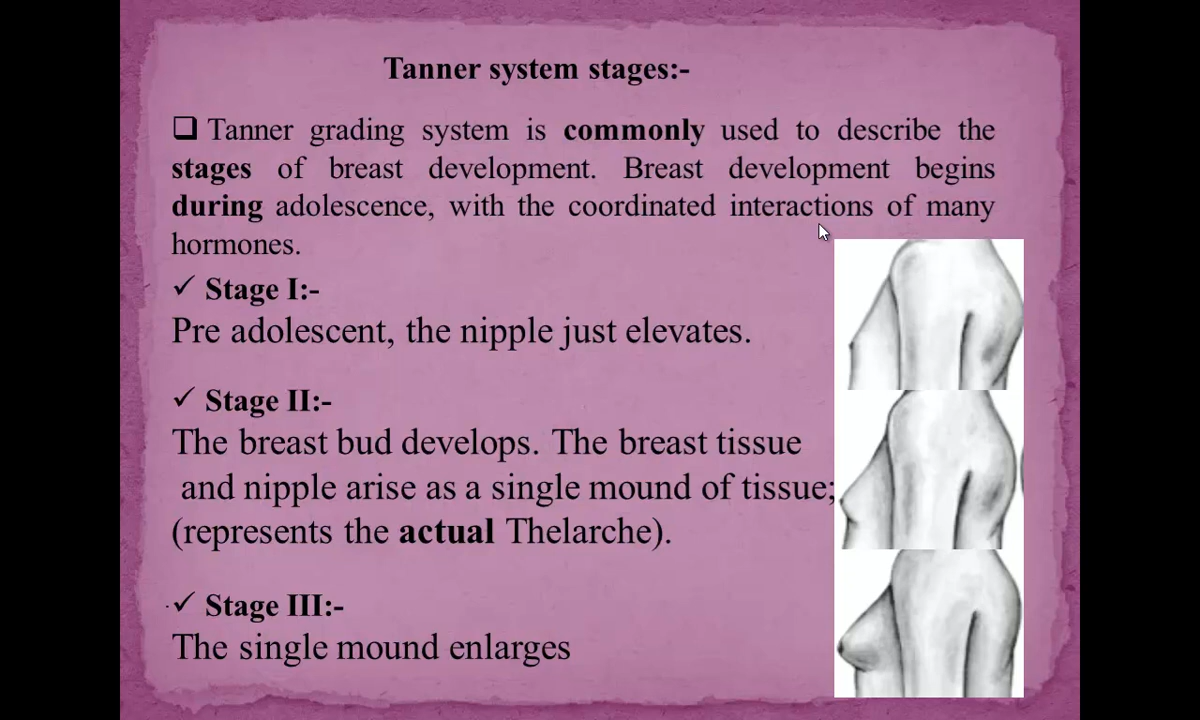 Tanner system stages:-
❑ Tanner grading system is commonly used to describe the
stages of breast development. Breast development begins
during adolescence, with the coordinated interactions of many
hormones.
✓ Stage I:-
Pre adolescent, the nipple just elevates.
✓ Stage II:-
The breast bud develops. The breast tissue
and nipple arise as a single mound of tissue;
(represents the actual Thelarche).
✓ Stage III:-
The single mound enlarges